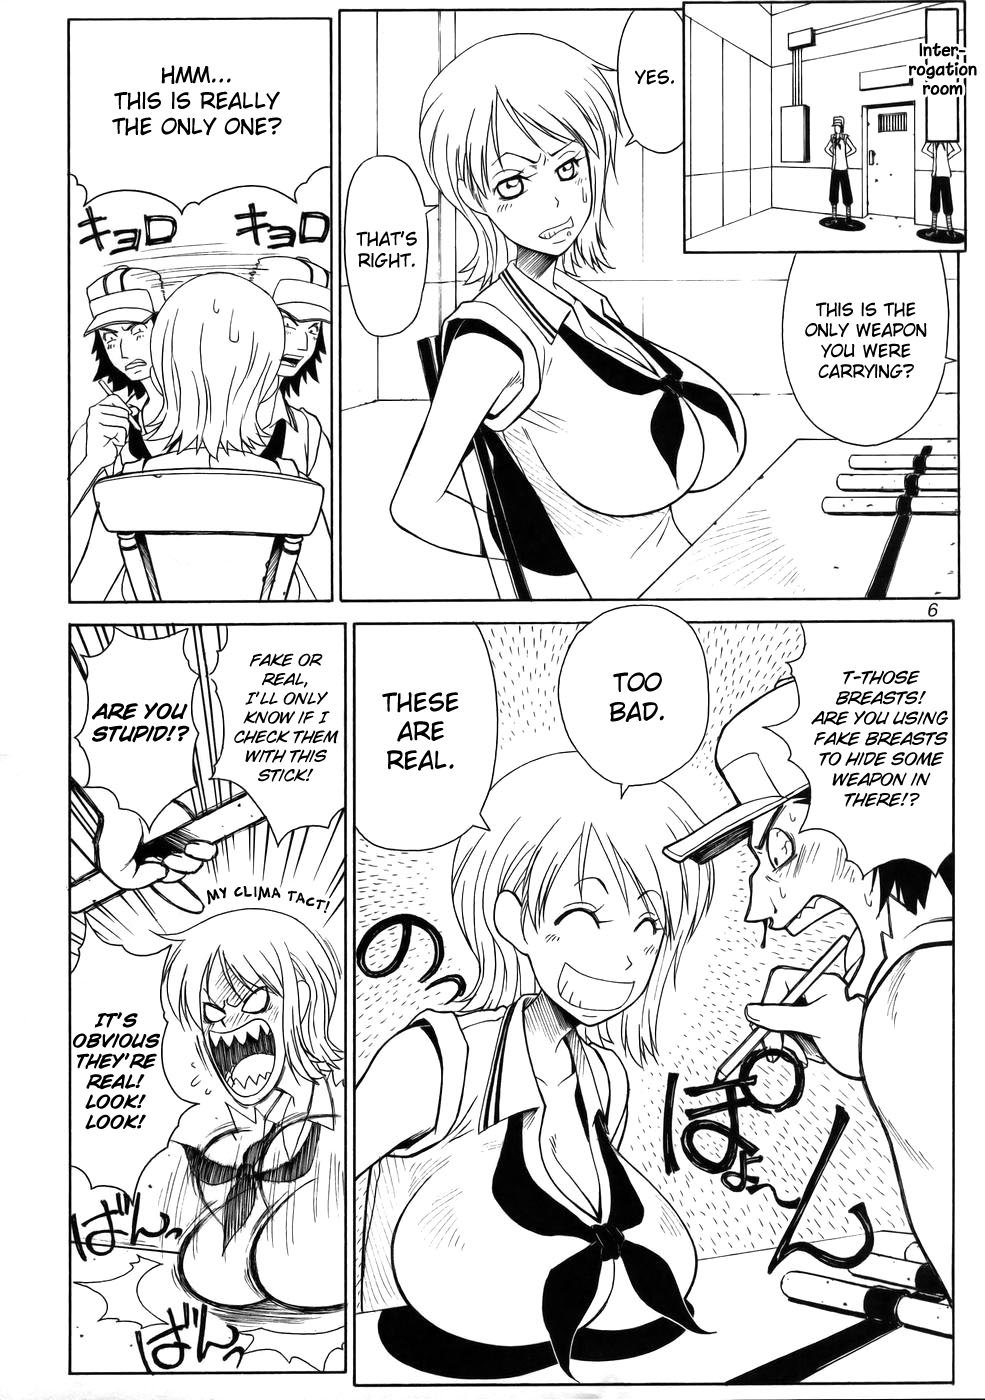 Inter-
rogation
room
THIS IS THE
ONLY WEAPON
YOU WERE
CARRYING?
YES.
THAT'S
RIGHT.
HMM...
THIS IS REALLY
THE ONLY ONE?
キョロ
キョロ
6
T-THOSE
BREASTS!
ARE YOU USING
FAKE BREASTS
TO HIDE SOME
WEAPON IN
THERE!?
TOO
BAD.
THESE
ARE
REAL.
の
ぽよ〜ん
FAKE OR
REAL,
I'LL ONLY
KNOW IF I
CHECK THEM
WITH THIS
STICK!
ARE YOU
STUPID!?
MY CLIMA TACT!
IT'S
OBVIOUS
THEY'RE
REAL!
LOOK!
LOOK!
ばんっ
ばんっ